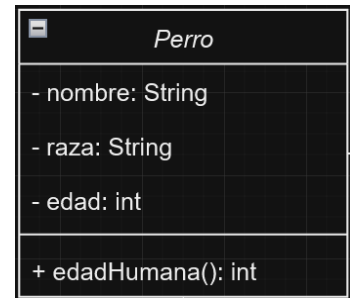 Perro
- nombre: String
- raza: String
- edad: int
+ edadHumana(): int